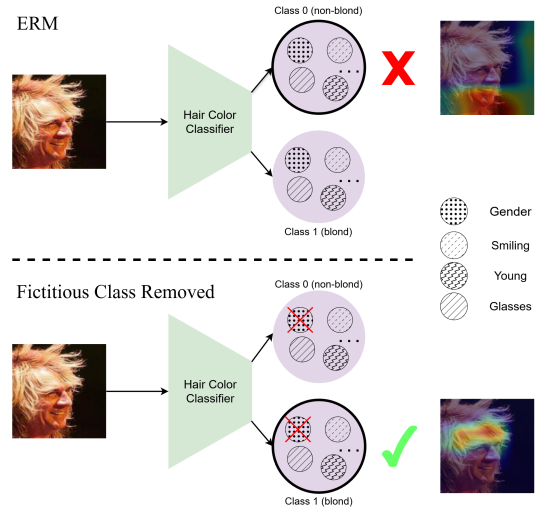 ERM
Class 0 (non-blond)
Hair Color
Classifier
Class 1 (blond)
Gender
Smiling
Young
Glasses
Fictitious Class Removed
Class 0 (non-blond)
Hair Color
Classifier
Class 1 (blond)